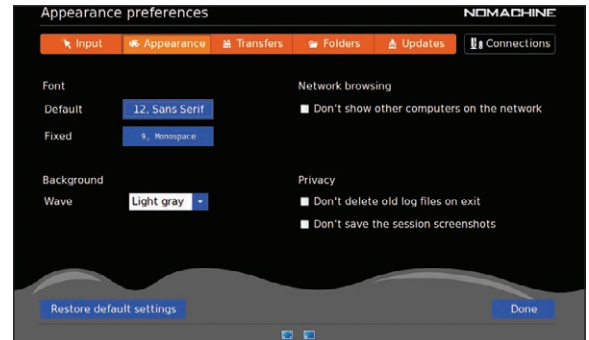 Appearance preferences
NOMACHINE
Input
Appearance
Transfers
Folders
Updates
Connections
Font
Default
12, Sans Serif
Fixed
9, Monospace
Background
Wave
Light gray
Network browsing
Don't show other computers on the network
Privacy
Don't delete old log files on exit
Don't save the session screenshots
Restore default settings
Done